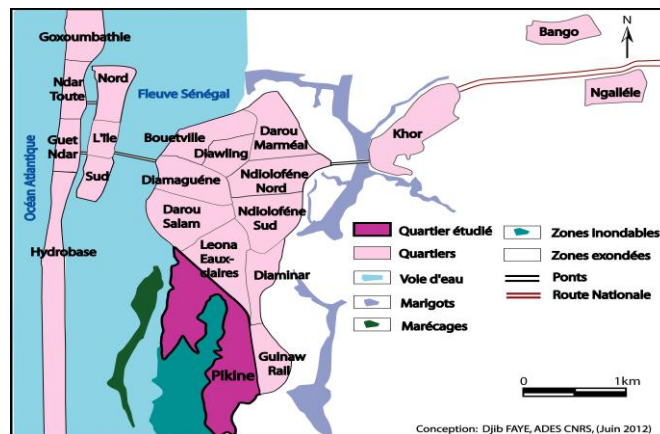 Goxoumbathie
Ndar
Toute
Nord
Fleuve Sénégal
Guet
Ndar
L'île
Sud
Océan Atlantique
Hydrobase
Bouetville
Diawling
Darou
Marméal
Diamaguéne
Ndioloféne
Nord
Darou
Salam
Ndioloféne
Sud
Leona
Eaux-
claires
Diaminar
Guinaw
Rail
Pikine
Khor
Bango
N
Ngalléle
Quartier étudié
Quartiers
Voie d'eau
Marigots
Marécages
Zones Inondables
Zones exondées
Ponts
Route Nationale
0
1km
Conception: Djib FAYE, ADES CNRS, (Juin 2012)